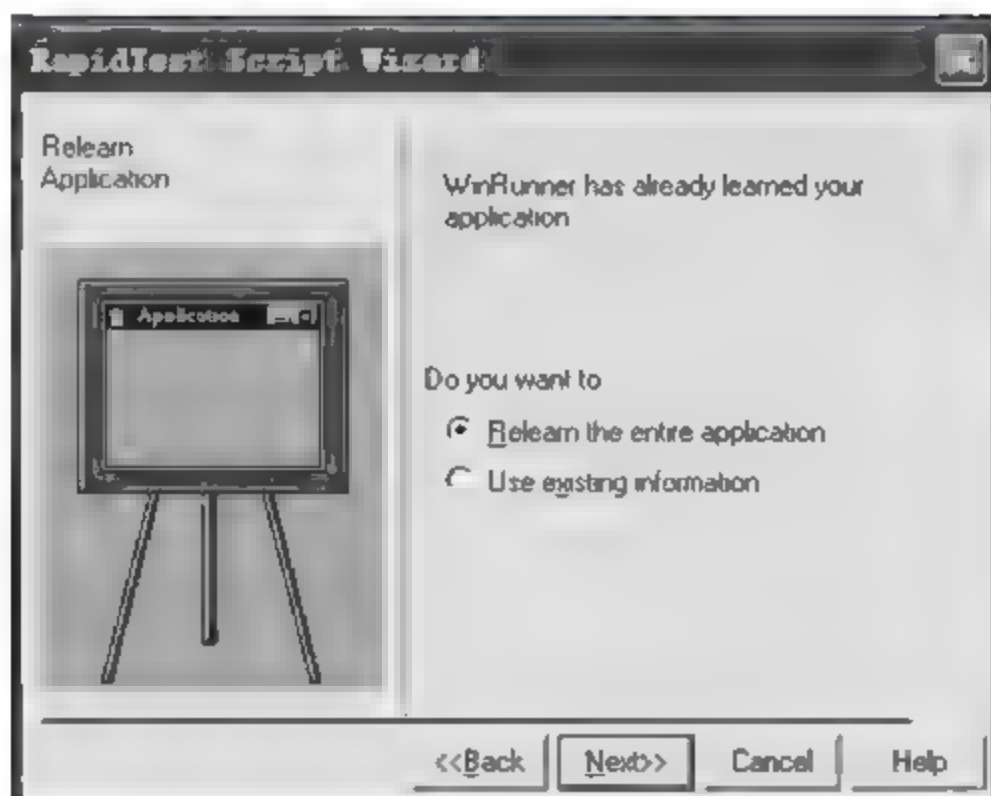 RapidTest Script Wizard
Relearn
Application
Application
WinRunner has already learned your
application
Do you want to
Relearn the entire application
Use existing information
<<Back
Next>>
Cancel
Help